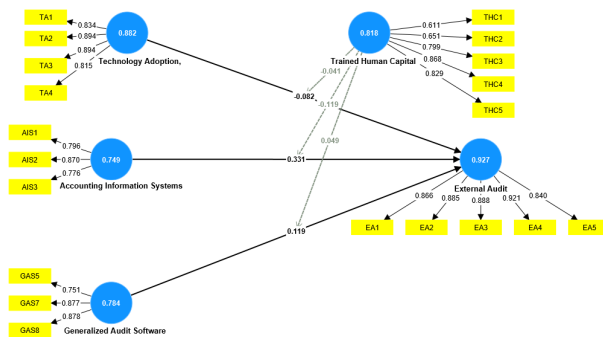 TA1
0.834
TA2
0.894
TA3
0.894
TA4
0.815
0.882
Technology Adoption,
0.818
Trained Human Capital
THC1
0.611
THC2
0.651
THC3
0.799
THC4
0.868
THC5
0.829
-0.041
-0.082
-0.119
0.049
0.331
0.119
AIS1
0.796
AIS2
0.870
AIS3
0.776
0.749
Accounting Information Systems
0.927
External Audit
0.866
0.885
0.888
0.921
0.840
EA1
EA2
EA3
EA4
EA5
GAS5
0.751
GAS7
0.877
GAS8
0.878
0.784
Generalized Audit Software